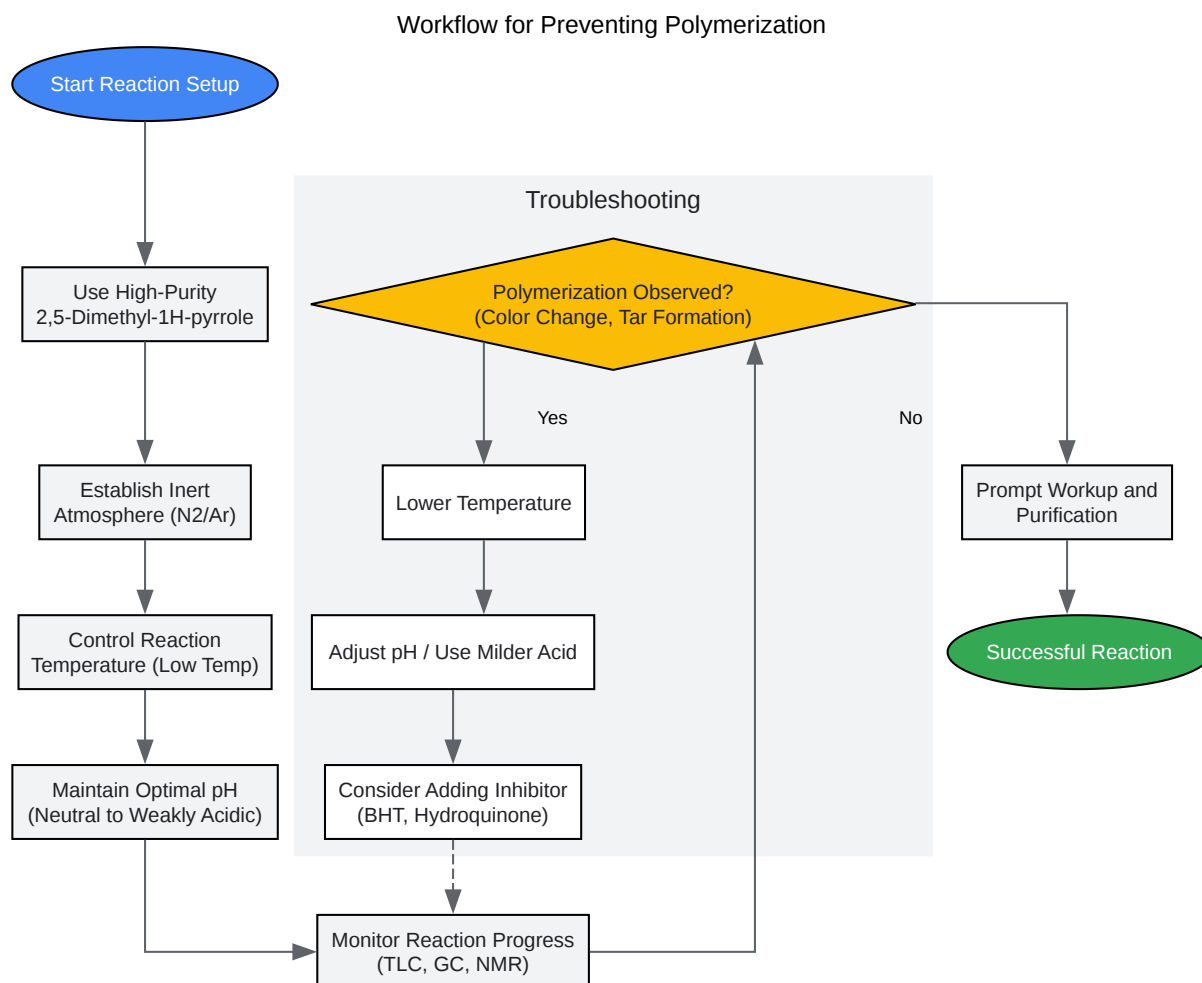 Workflow for Preventing Polymerization
Start Reaction Setup
Use High-Purity
2,5-Dimethyl-1H-pyrrole
Establish Inert
Atmosphere (N2/Ar)
Control Reaction
Temperature (Low Temp)
Maintain Optimal pH
(Neutral to Weakly Acidic)
Troubleshooting
Polymerization Observed?
(Color Change, Tar Formation)
Yes
Lower Temperature
Adjust pH / Use Milder Acid
Consider Adding Inhibitor
(BHT, Hydroquinone)
Monitor Reaction Progress
(TLC, GC, NMR)
No
Prompt Workup and
Purification
Successful Reaction